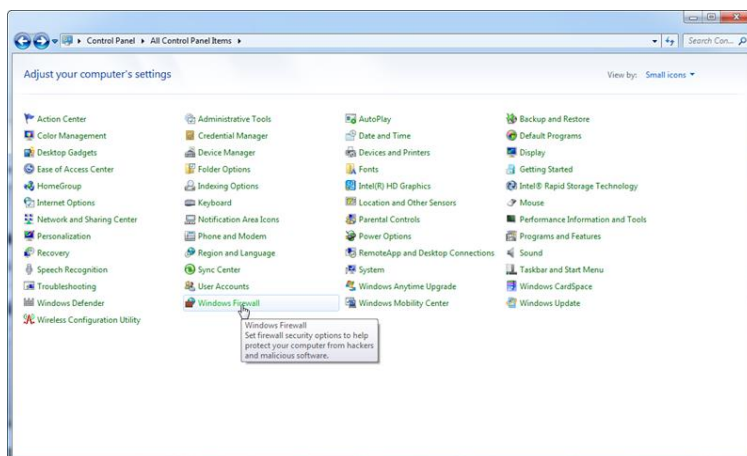 Control Panel All Control Panel Items
Search Con...
Adjust your computer's settings
View by: Small icons
Action Center Administrative Tools AutoPlay Backup and Restore
Color Management Credential Manager Date and Time Default Programs
Desktop Gadgets Device Manager Devices and Printers Display
Ease of Access Center Folder Options Fonts Getting Started
HomeGroup Indexing Options Intel(R) HD Graphics Intel® Rapid Storage Technology
Internet Options Keyboard Location and Other Sensors Mouse
Network and Sharing Center Notification Area Icons Parental Controls Performance Information and Tools
Personalization Phone and Modem Power Options Programs and Features
Recovery Region and Language RemoteApp and Desktop Connections Sound
Speech Recognition Sync Center System Taskbar and Start Menu
Troubleshooting User Accounts Windows Anytime Upgrade Windows CardSpace
Windows Defender Windows Firewall Windows Mobility Center Windows Update
Wireless Configuration Utility
Windows Firewall
Set firewall security options to help
protect your computer from hackers
and malicious software.